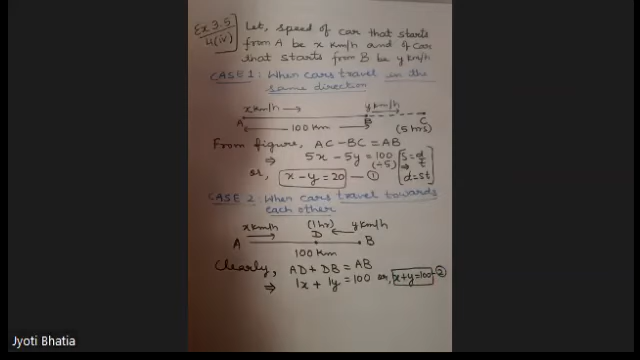 Ex 3.5
4(iv)
Let, speed of car that starts
from A be x km/h and of car
that starts from B be y km/h
CASE 1: When cars travel in the
same direction
x km/h → y km/h →
A B C
100 km (5 hrs)
From figure, AC - BC = AB
⇒ 5x - 5y = 100
(÷5)
or, x - y = 20 — ①
S = d/t
⇒ d = st
CASE 2: When cars travel towards
each other
x km/h (1 hr) y km/h
D
A B
100 km
Clearly, AD + DB = AB
⇒ 1x + 1y = 100 or, x + y = 100 - ②
Jyoti Bhatia